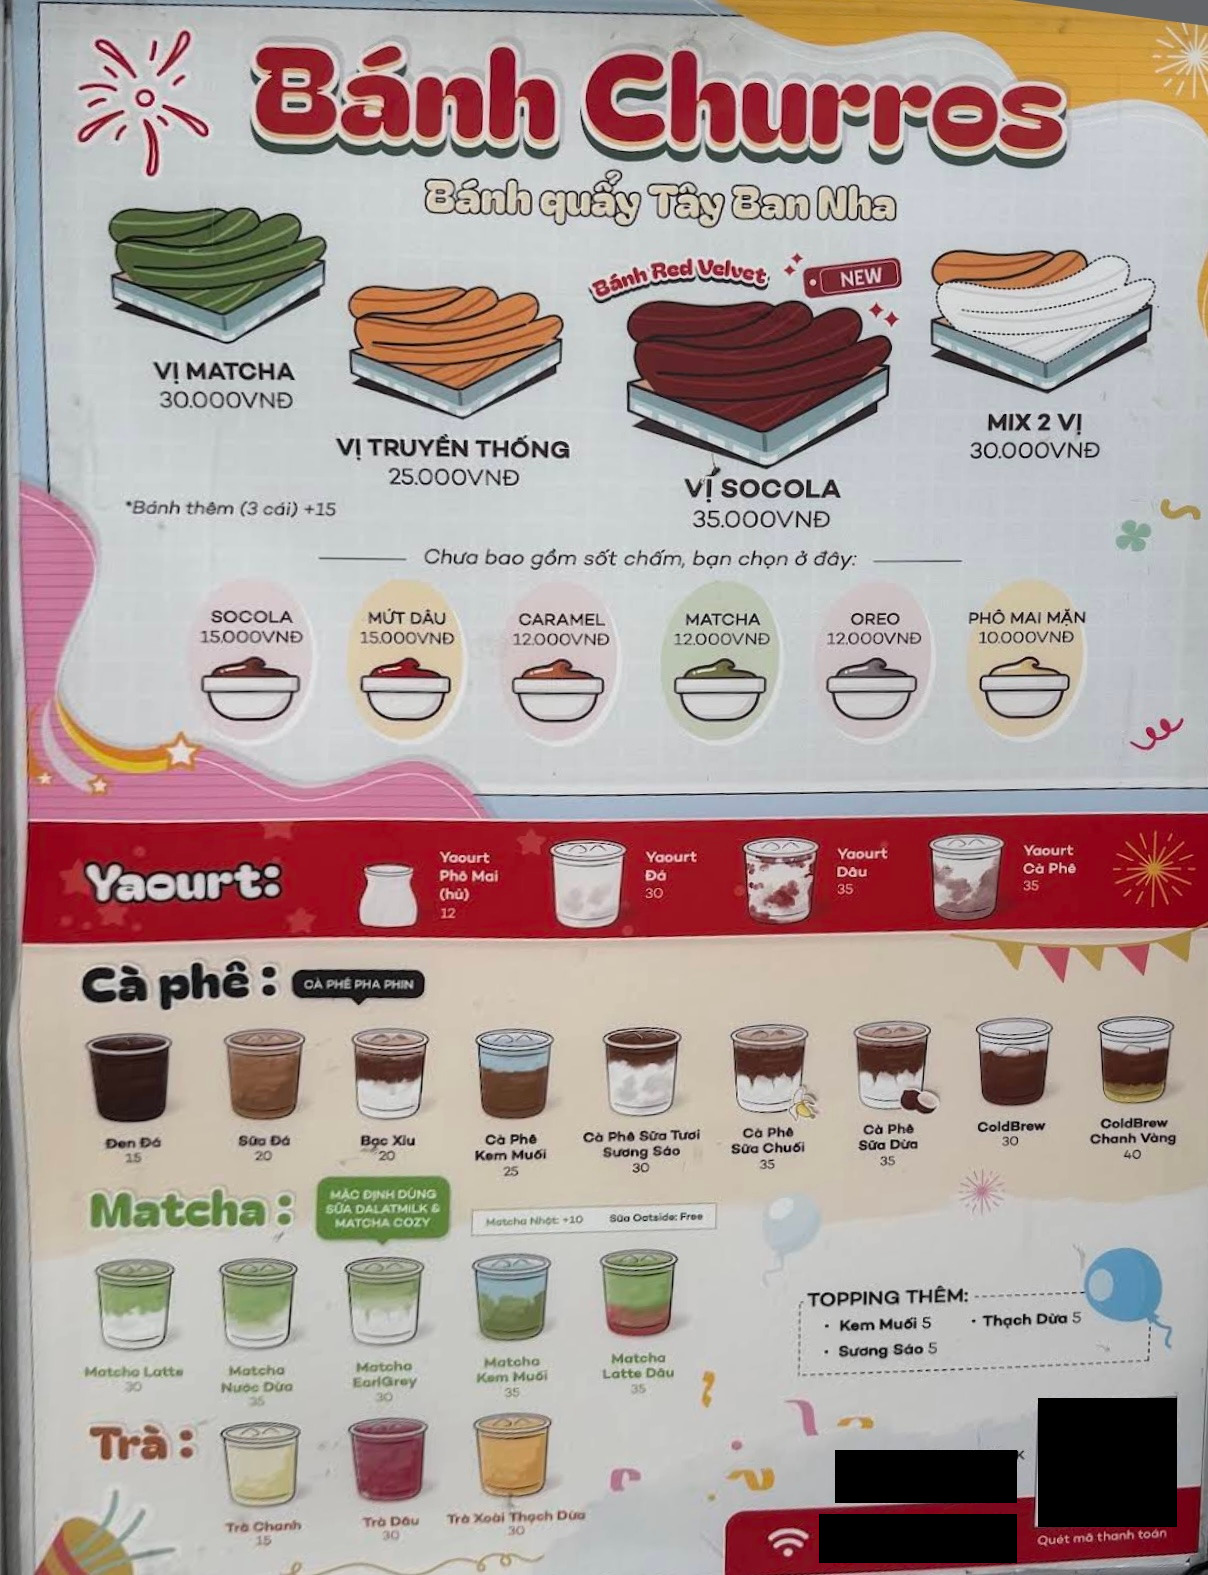 Bánh Churros
Bánh quẩy Tây Ban Nha
VỊ MATCHA
30.000VNĐ
VỊ TRUYỀN THỐNG
25.000VNĐ
Bánh Red Velvet
NEW
VỊ SOCOLA
35.000VNĐ
MIX 2 VỊ
30.000VNĐ
*Bánh thêm (3 cái) +15
Chưa bao gồm sốt chấm, bạn chọn ở đây:
SOCOLA
15.000VNĐ
MỨT DÂU
15.000VNĐ
CARAMEL
12.000VNĐ
MATCHA
12.000VNĐ
OREO
12.000VNĐ
PHÔ MAI MẶN
10.000VNĐ
Yaourt:
Yaourt
Phô Mai
(hủ)
12
Yaourt
Đá
30
Yaourt
Dâu
35
Yaourt
Cà Phê
35
Cà phê:
CÀ PHÊ PHA PHIN
Đen Đá
15
Sữa Đá
20
Bạc Xỉu
20
Cà Phê
Kem Muối
25
Cà Phê Sữa Tươi
Sương Sáo
30
Cà Phê
Sữa Chuối
35
Cà Phê
Sữa Dừa
35
ColdBrew
30
ColdBrew
Chanh Vàng
40
Matcha:
MẶC ĐỊNH DÙNG
SỮA DALATMILK &
MATCHA COZY
Matcha Nhật: +10
Sữa Oatside: Free
Matcha Latte
30
Matcha
Nước Dừa
35
Matcha
EarlGrey
30
Matcha
Kem Muối
35
Matcha
Latte Dâu
35
TOPPING THÊM:
• Kem Muối 5
• Thạch Dừa 5
• Sương Sáo 5
Trà:
Trà Chanh
15
Trà Dâu
30
Trà Xoài Thạch Dừa
30
Quét mã thanh toán